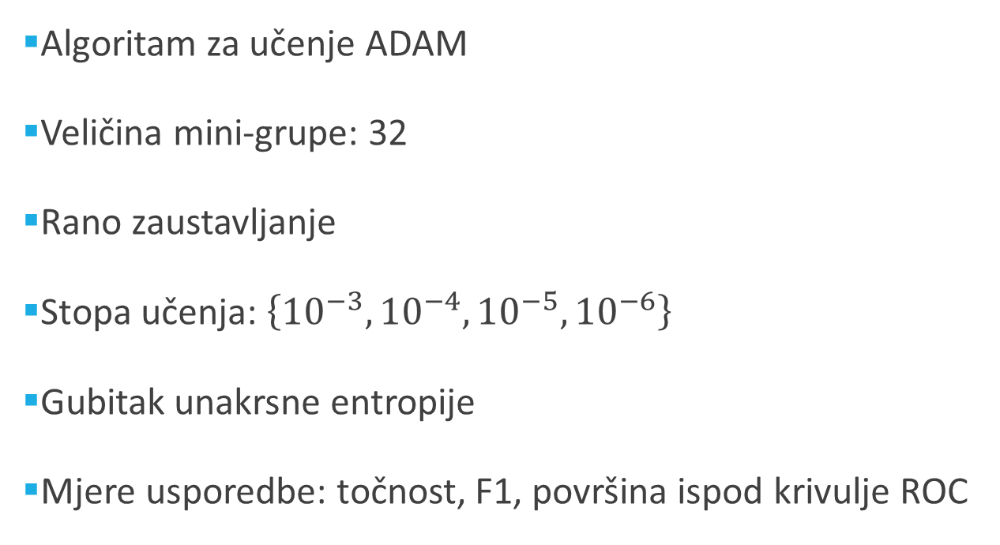 ▪Algoritam za učenje ADAM
▪Veličina mini-grupe: 32
▪Rano zaustavljanje
▪Stopa učenja: {10⁻³, 10⁻⁴, 10⁻⁵, 10⁻⁶}
▪Gubitak unakrsne entropije
▪Mjere usporedbe: točnost, F1, površina ispod krivulje ROC